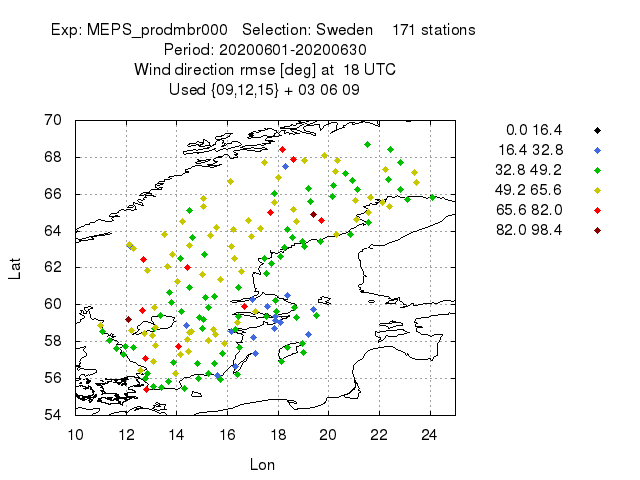 Exp: MEPS_prodmbr000 Selection: Sweden 171 stations
Period: 20200601-20200630
Wind direction rmse [deg] at 18 UTC
Used {09,12,15} + 03 06 09
70
68
66
64
62
60
58
56
54
Lat
10 12 14 16 18 20 22 24
Lon
0.0 16.4
16.4 32.8
32.8 49.2
49.2 65.6
65.6 82.0
82.0 98.4